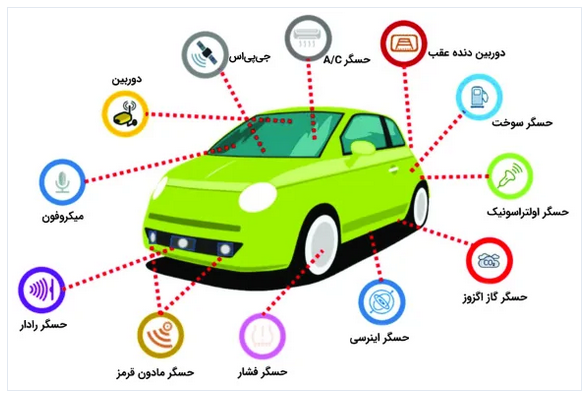 دوربین دنده عقب
حسگر A/C
جی‌پی‌اس
دوربین
حسگر سوخت
میکروفون
حسگر اولتراسونیک
حسگر رادار
حسگر گاز اگزوز
حسگر اینرسی
حسگر مادون قرمز
حسگر فشار
CO₂